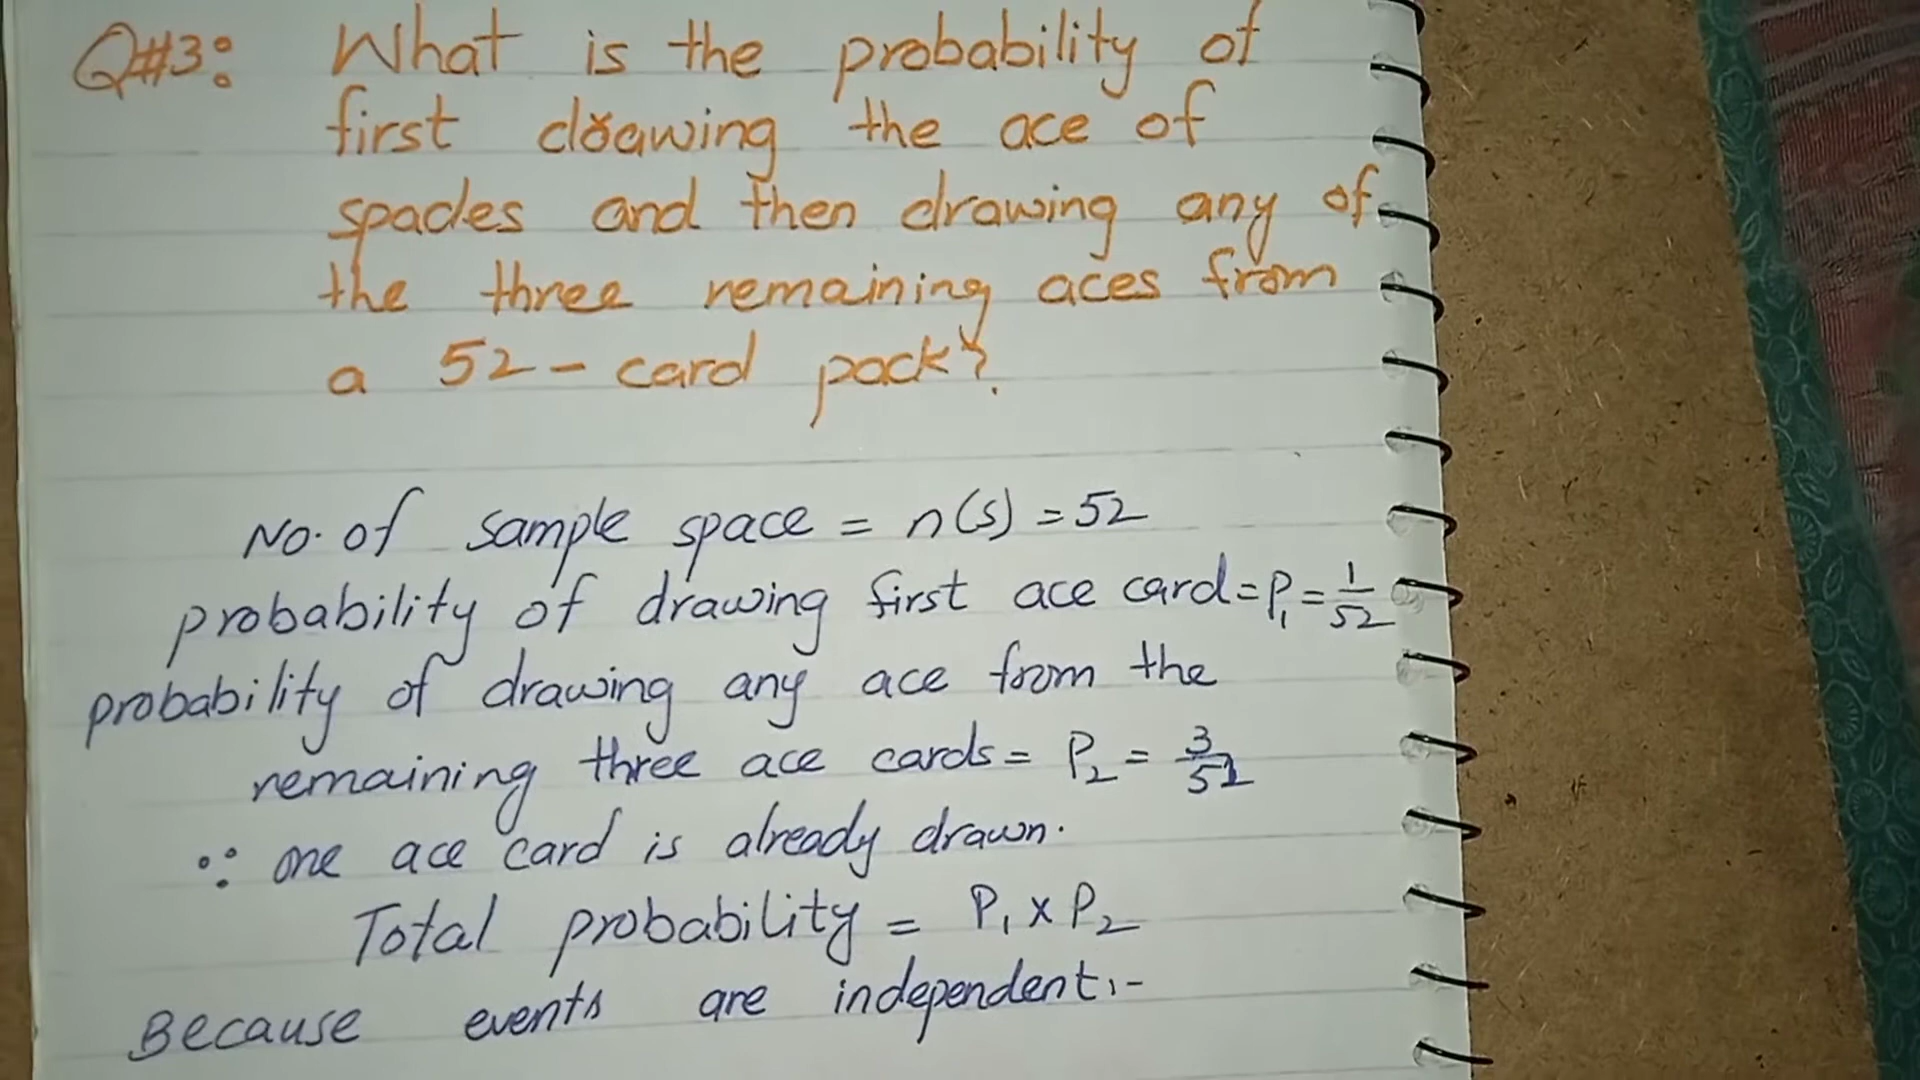 Q#3: What is the probability of
first drawing the ace of
spades and then drawing any of
the three remaining aces from
a 52-card pack?
No. of sample space = n(s) = 52
probability of drawing first ace card = P₁ = 1/52
probability of drawing any ace from the
remaining three ace cards = P₂ = 3/51
∵ one ace card is already drawn.
Total probability = P₁ x P₂
Because events are independent:-